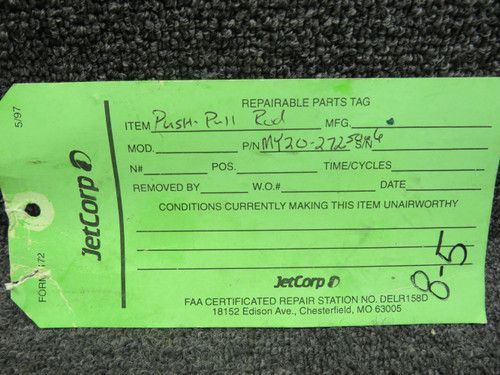 5/97
FORM
72
JetCorp
REPAIRABLE PARTS TAG
ITEM Push-Pull Rod MFG.
MOD. P/N MY20-272 S/N
N# POS. TIME/CYCLES
REMOVED BY W.O.# DATE
CONDITIONS CURRENTLY MAKING THIS ITEM UNAIRWORTHY
8-5
JetCorp
FAA CERTIFICATED REPAIR STATION NO. DELR158D
18152 Edison Ave., Chesterfield, MO 63005